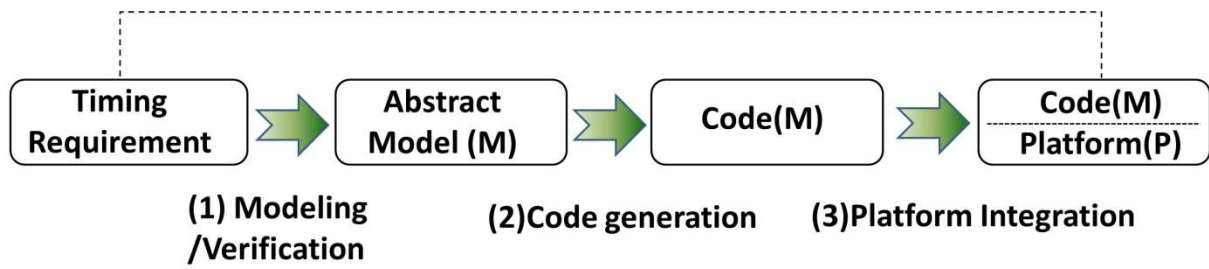 Timing
Requirement
Abstract
Model (M)
Code(M)
Code(M)
Platform(P)
(1) Modeling
/Verification
(2)Code generation
(3)Platform Integration